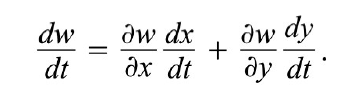 dw/dt = ∂w/∂x dx/dt + ∂w/∂y dy/dt.